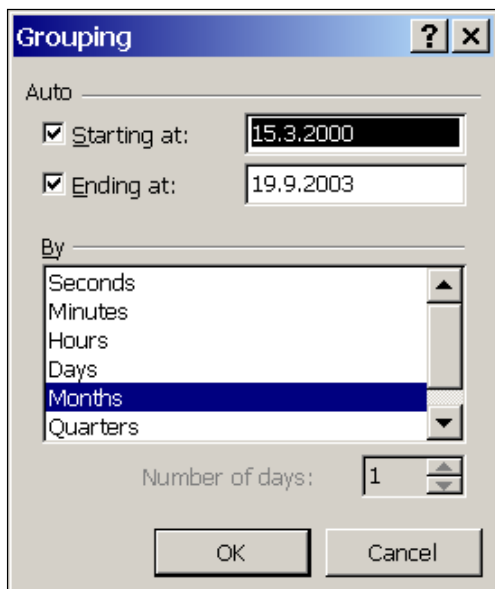 Grouping
Auto
Starting at: 15.3.2000
Ending at: 19.9.2003
By
Seconds
Minutes
Hours
Days
Months
Quarters
Number of days: 1
OK Cancel